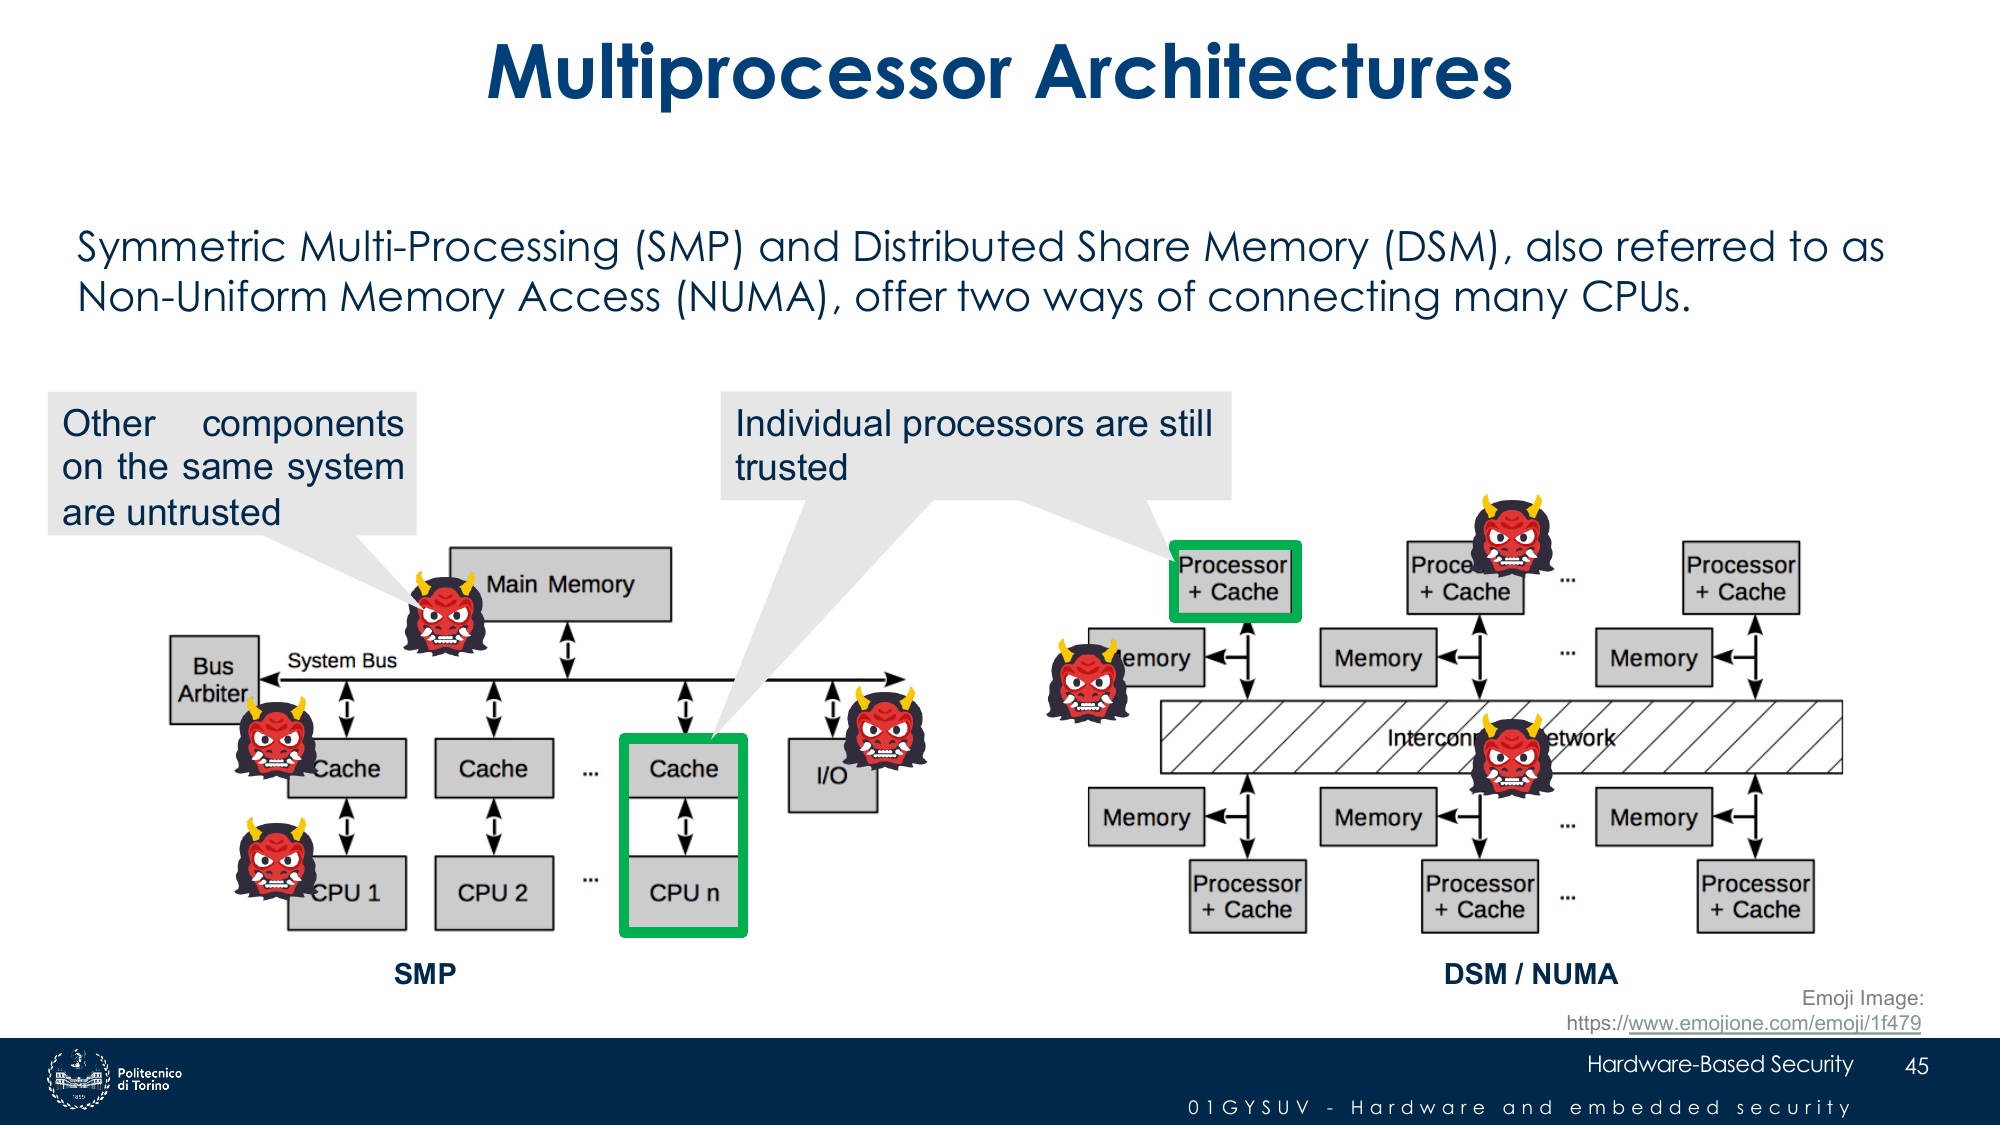 Multiprocessor Architectures
Symmetric Multi-Processing (SMP) and Distributed Share Memory (DSM), also referred to as
Non-Uniform Memory Access (NUMA), offer two ways of connecting many CPUs.
Other components
on the same system
are untrusted
Individual processors are still
trusted
Main Memory
Bus
Arbiter
System Bus
Cache
Cache
...
Cache
I/O
CPU 1
CPU 2
...
CPU n
SMP
Processor
+ Cache
Proce
+ Cache
...
Processor
+ Cache
emory
Memory
...
Memory
Intercon etwork
Memory
Memory
...
Memory
Processor
+ Cache
Processor
+ Cache
...
Processor
+ Cache
DSM / NUMA
Emoji Image:
https://www.emojione.com/emoji/1f479
Politecnico
di Torino
1859
Hardware-Based Security
45
01GYSUV - Hardware and embedded security